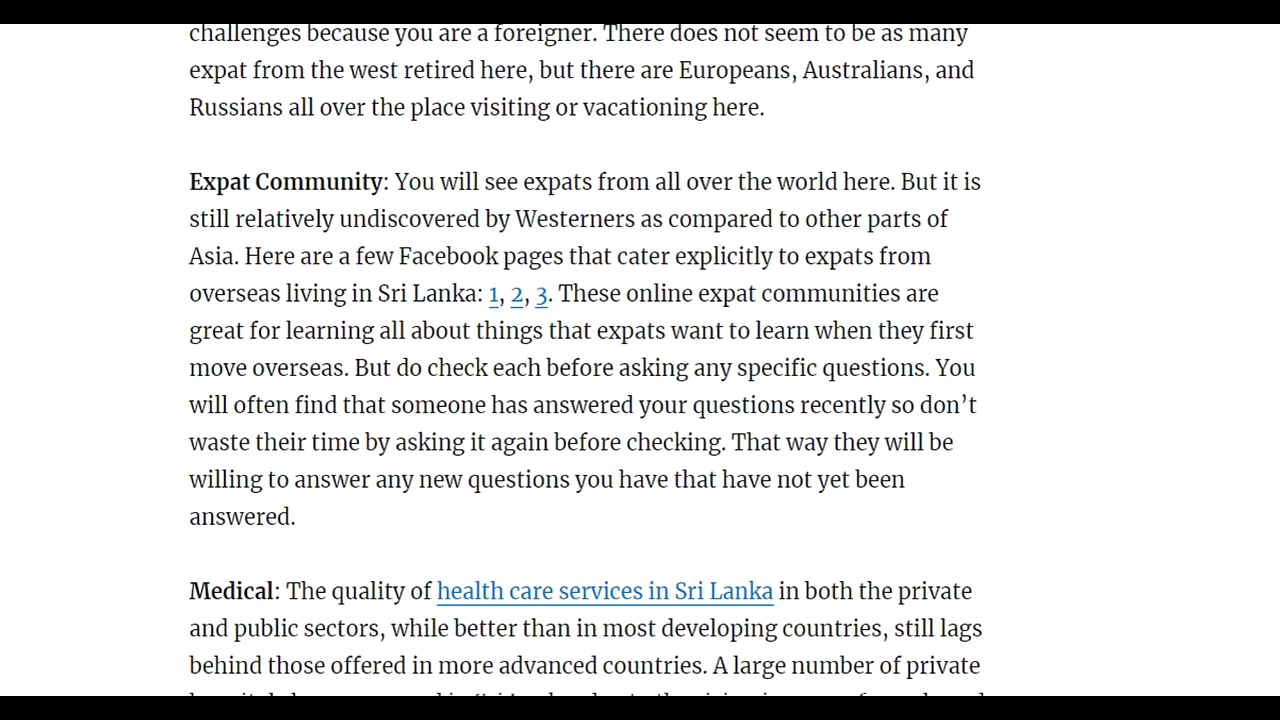 challenges because you are a foreigner. There does not seem to be as many
expat from the west retired here, but there are Europeans, Australians, and
Russians all over the place visiting or vacationing here.
Expat Community: You will see expats from all over the world here. But it is
still relatively undiscovered by Westerners as compared to other parts of
Asia. Here are a few Facebook pages that cater explicitly to expats from
overseas living in Sri Lanka: 1, 2, 3. These online expat communities are
great for learning all about things that expats want to learn when they first
move overseas. But do check each before asking any specific questions. You
will often find that someone has answered your questions recently so don’t
waste their time by asking it again before checking. That way they will be
willing to answer any new questions you have that have not yet been
answered.
Medical: The quality of health care services in Sri Lanka in both the private
and public sectors, while better than in most developing countries, still lags
behind those offered in more advanced countries. A large number of private